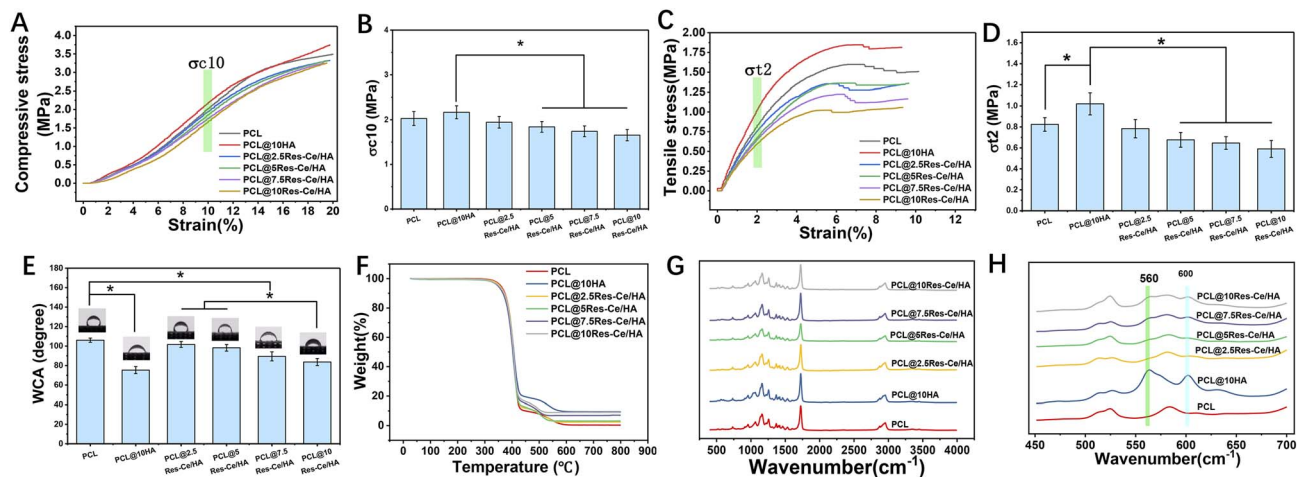 A
Compressive stress
(MPa)
4.0
3.5
3.0
2.5
2.0
1.5
1.0
0.5
0.0
σc10
PCL
PCL@10HA
PCL@2.5Res-Ce/HA
PCL@5Res-Ce/HA
PCL@7.5Res-Ce/HA
PCL@10Res-Ce/HA
0 2 4 6 8 10 12 14 16 18 20
Strain(%)
B
σc10 (MPa)
4
3
2
1
0
*
PCL
PCL@10HA
PCL@2.5
Res-Ce/HA
PCL@5
Res-Ce/HA
PCL@7.5
Res-Ce/HA
PCL@10
Res-Ce/HA
C
Tensile stress(MPa)
2.00
1.75
1.50
1.25
1.00
0.75
0.50
0.25
0.00
σt2
PCL
PCL@10HA
PCL@2.5Res-Ce/HA
PCL@5Res-Ce/HA
PCL@7.5Res-Ce/HA
PCL@10Res-Ce/HA
0 2 4 6 8 10 12
Strain(%)
D
σt2 (MPa)
1.6
1.4
1.2
1.0
0.8
0.6
0.4
0.2
0.0
*
*
PCL
PCL@10HA
PCL@2.5
Res-Ce/HA
PCL@5
Res-Ce/HA
PCL@7.5
Res-Ce/HA
PCL@10
Res-Ce/HA
E
WCA (degree)
180
160
140
120
100
80
60
40
20
0
*
*
*
PCL
PCL@10HA
PCL@2.5
Res-Ce/HA
PCL@5
Res-Ce/HA
PCL@7.5
Res-Ce/HA
PCL@10
Res-Ce/HA
F
Weight(%)
100
80
60
40
20
0
PCL
PCL@10HA
PCL@2.5Res-Ce/HA
PCL@5Res-Ce/HA
PCL@7.5Res-Ce/HA
PCL@10Res-Ce/HA
0 100 200 300 400 500 600 700 800 900
Temperature (℃)
G
PCL@10Res-Ce/HA
PCL@7.5Res-Ce/HA
PCL@5Res-Ce/HA
PCL@2.5Res-Ce/HA
PCL@10HA
PCL
500 1000 1500 2000 2500 3000 3500 4000
Wavenumber(cm⁻¹)
H
560
600
PCL@10Res-Ce/HA
PCL@7.5Res-Ce/HA
PCL@5Res-Ce/HA
PCL@2.5Res-Ce/HA
PCL@10HA
PCL
450 500 550 600 650 700
Wavenumber(cm⁻¹)